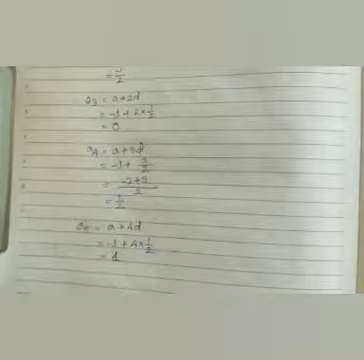 = -1/2
a3 = a+2d
= -1+2×1/2
= 0
a4 = a+3d
= -1+ 3/2
= -2+3/2
= 1/2
a5 = a+4d
= -1+4×1/2
= 1